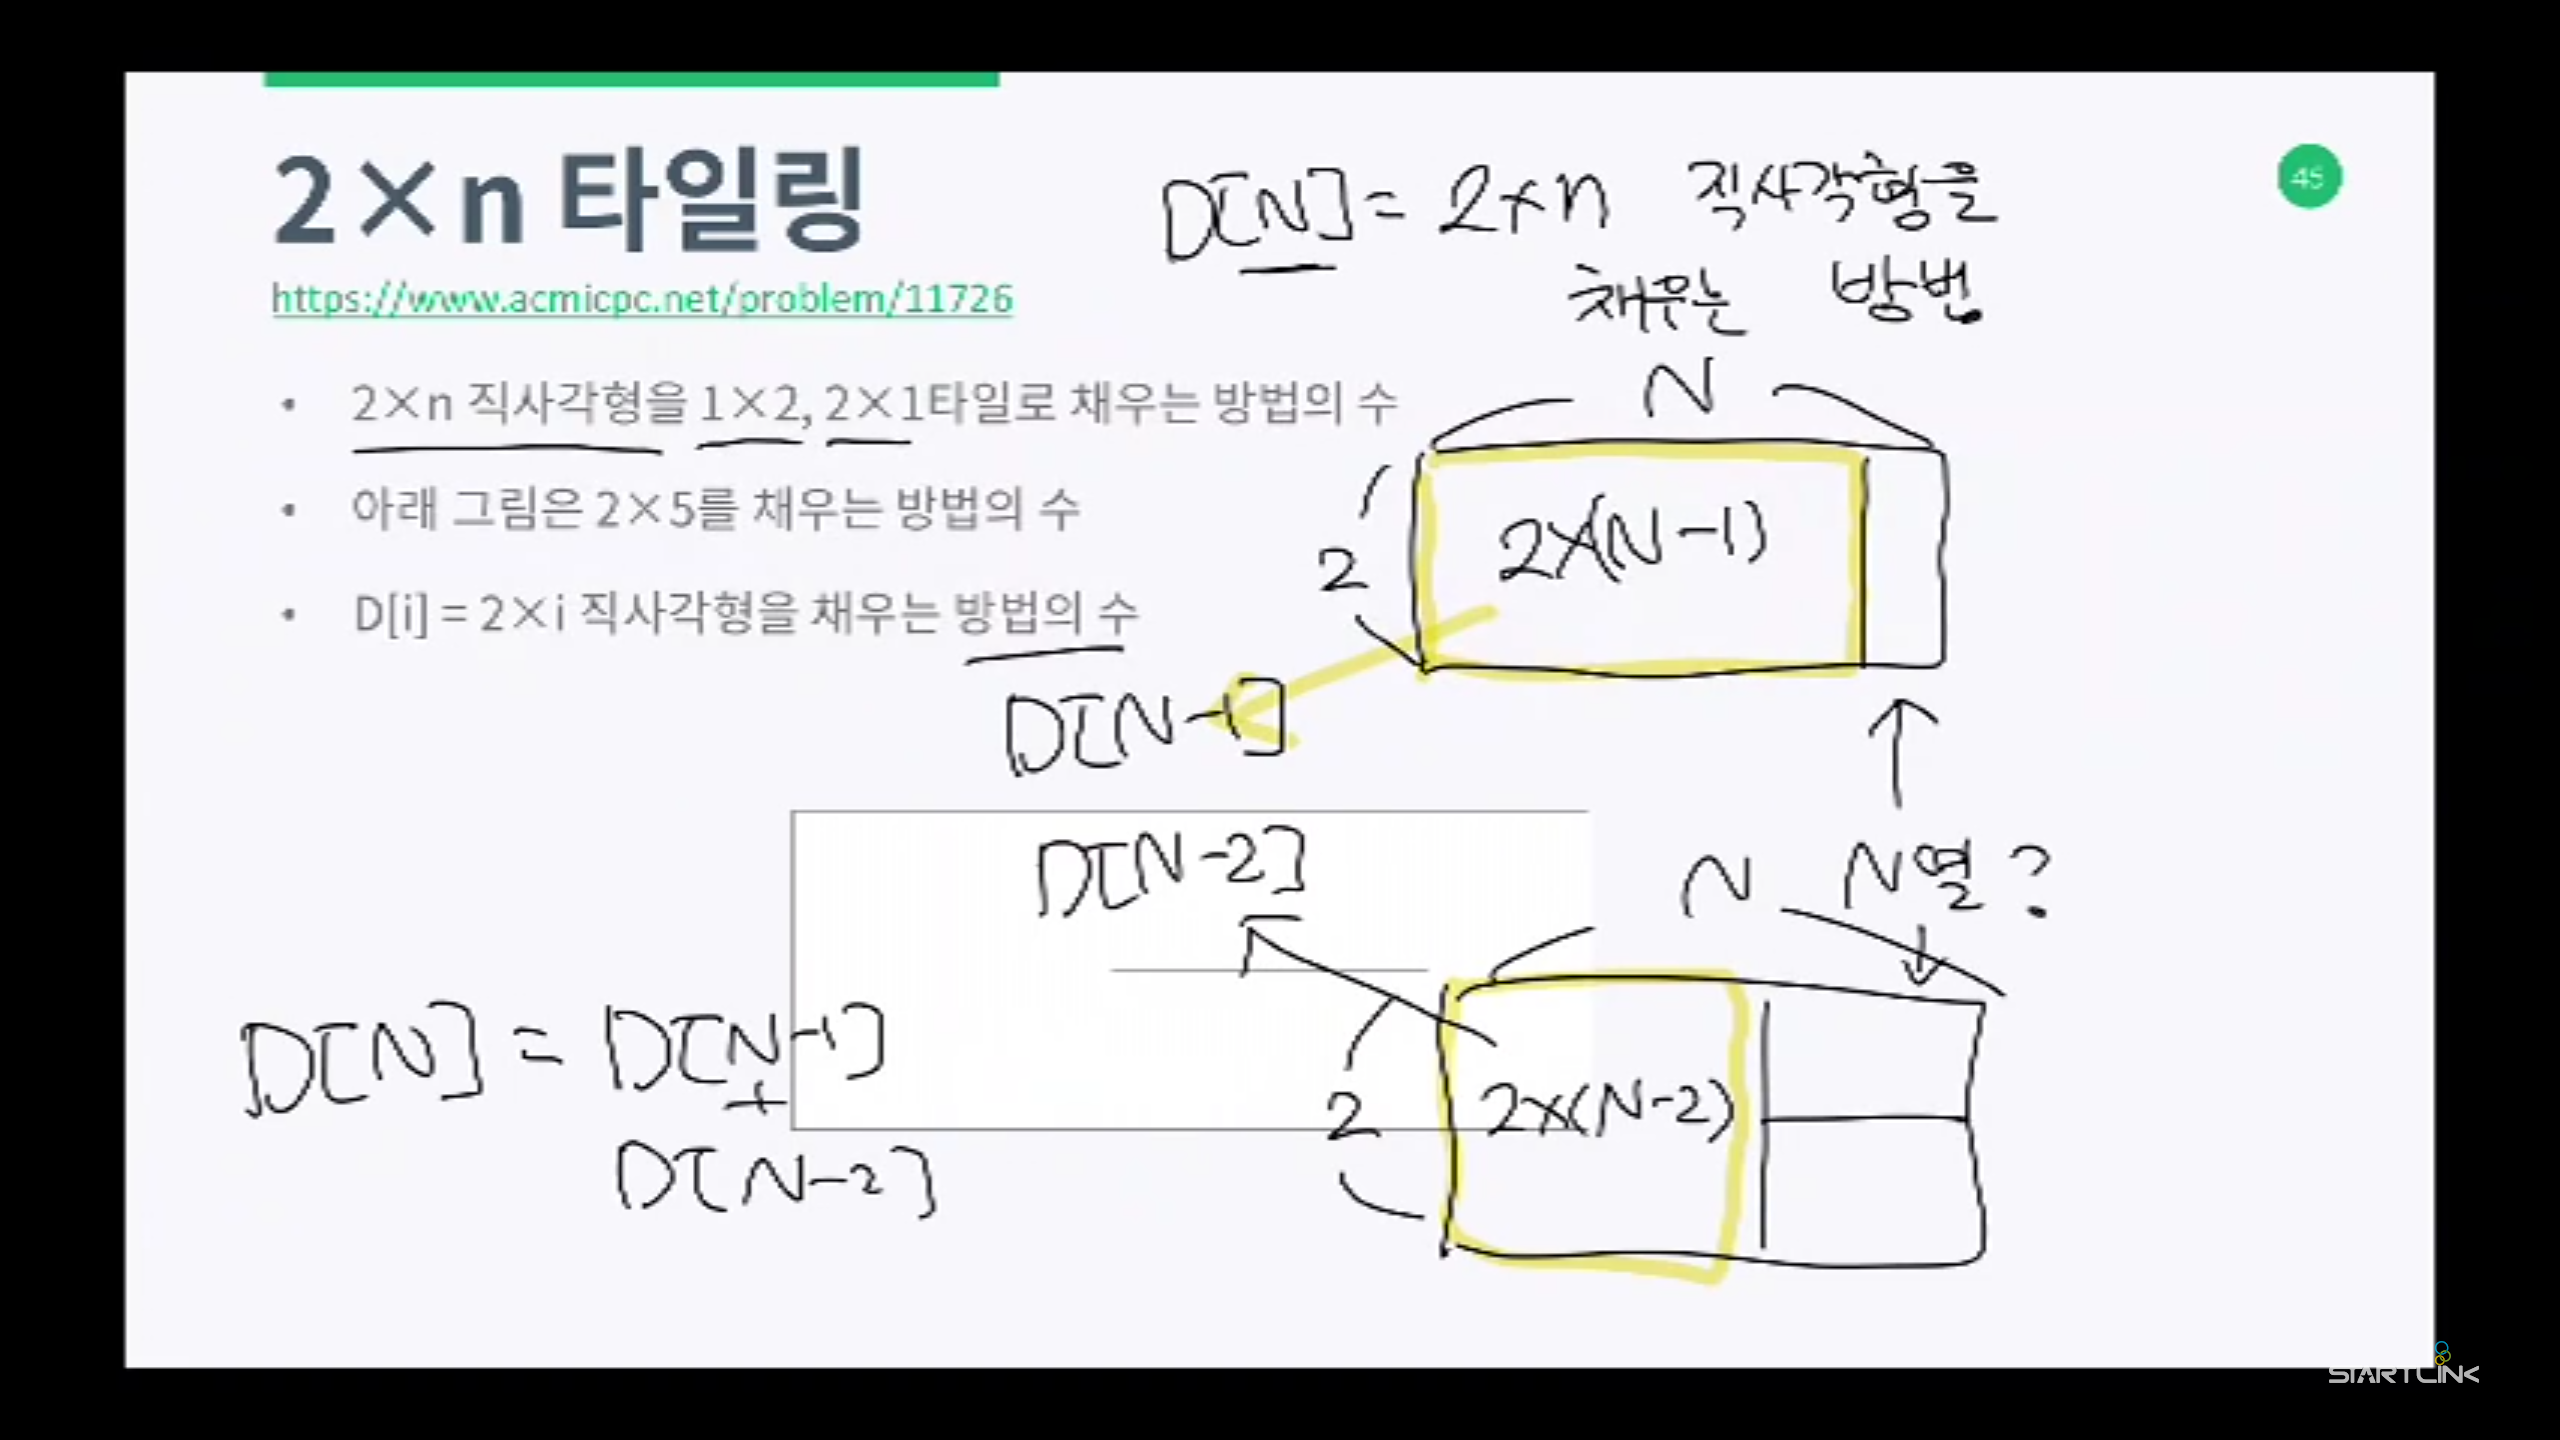 2×n 타일링
https://www.acmicpc.net/problem/11726
D[N] = 2×n 직사각형을
채우는 방법
45
• 2×n 직사각형을 1×2, 2×1타일로 채우는 방법의 수
• 아래 그림은 2×5를 채우는 방법의 수
• D[i] = 2×i 직사각형을 채우는 방법의 수
N
2
2×(N-1)
D[N-1]
D[N-2]
N
N열?
2
2×(N-2)
D[N] = D[N-1]
+
D[N-2]
STARTLINK